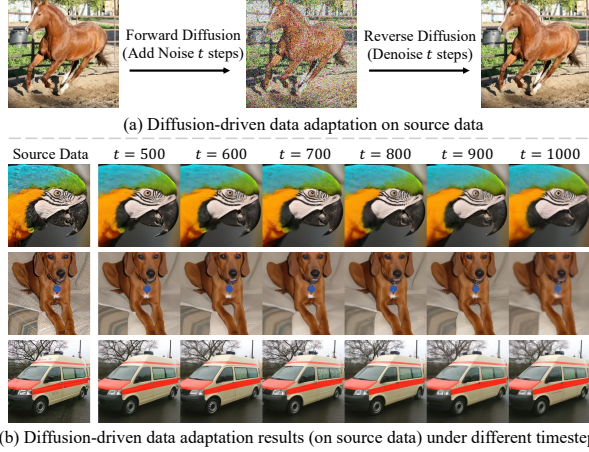 Forward Diffusion
(Add Noise t steps)
Reverse Diffusion
(Denoise t steps)
(a) Diffusion-driven data adaptation on source data
Source Data t = 500 t = 600 t = 700 t = 800 t = 900 t = 1000
(b) Diffusion-driven data adaptation results (on source data) under different timestep